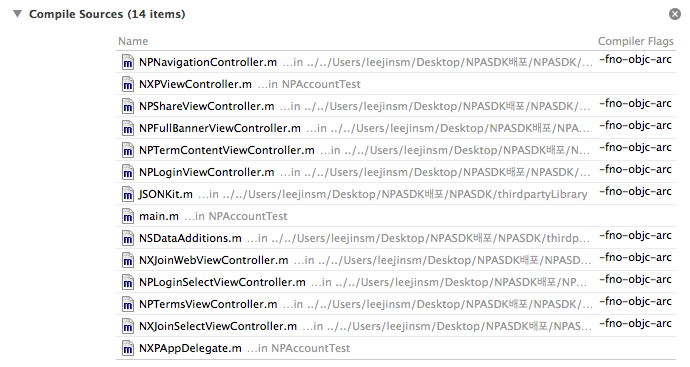 Compile Sources (14 items)
Name Compiler Flags
NPNavigationController.m ...in ../../Users/leejinsm/Desktop/NPASDK배포/NPASDK/... -fno-objc-arc
NXPViewController.m ...in NPAccountTest
NPShareViewController.m ...in ../../Users/leejinsm/Desktop/NPASDK배포/NPASDK/... -fno-objc-arc
NPFullBannerViewController.m ...in ../../Users/leejinsm/Desktop/NPASDK배포/NPA... -fno-objc-arc
NPTermContentViewController.m ...in ../../Users/leejinsm/Desktop/NPASDK배포/N... -fno-objc-arc
NPLoginViewController.m ...in ../../Users/leejinsm/Desktop/NPASDK배포/NPASDK/... -fno-objc-arc
JSONKit.m ...in ../../Users/leejinsm/Desktop/NPASDK배포/NPASDK/thirdpartyLibrary -fno-objc-arc
main.m ...in NPAccountTest
NSDataAdditions.m ...in ../../Users/leejinsm/Desktop/NPASDK배포/NPASDK/thirdp... -fno-objc-arc
NXJoinWebViewController.m ...in ../../Users/leejinsm/Desktop/NPASDK배포/NPASD... -fno-objc-arc
NPLoginSelectViewController.m ...in ../../Users/leejinsm/Desktop/NPASDK배포/NP... -fno-objc-arc
NPTermsViewController.m ...in ../../Users/leejinsm/Desktop/NPASDK배포/NPASDK/... -fno-objc-arc
NXJoinSelectViewController.m ...in ../../Users/leejinsm/Desktop/NPASDK배포/NPAS... -fno-objc-arc
NXPAppDelegate.m ...in NPAccountTest